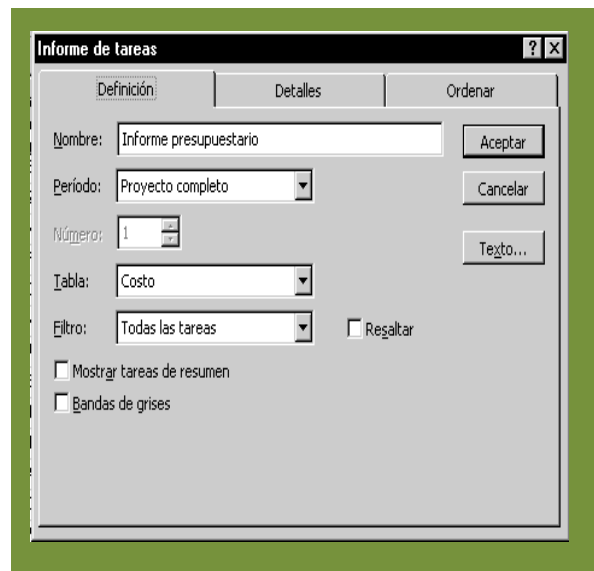 Informe de tareas
Definición Detalles Ordenar
Nombre: Informe presupuestario Aceptar
Período: Proyecto completo Cancelar
Número: 1
Texto...
Tabla: Costo
Filtro: Todas las tareas Resaltar
Mostrar tareas de resumen
Bandas de grises